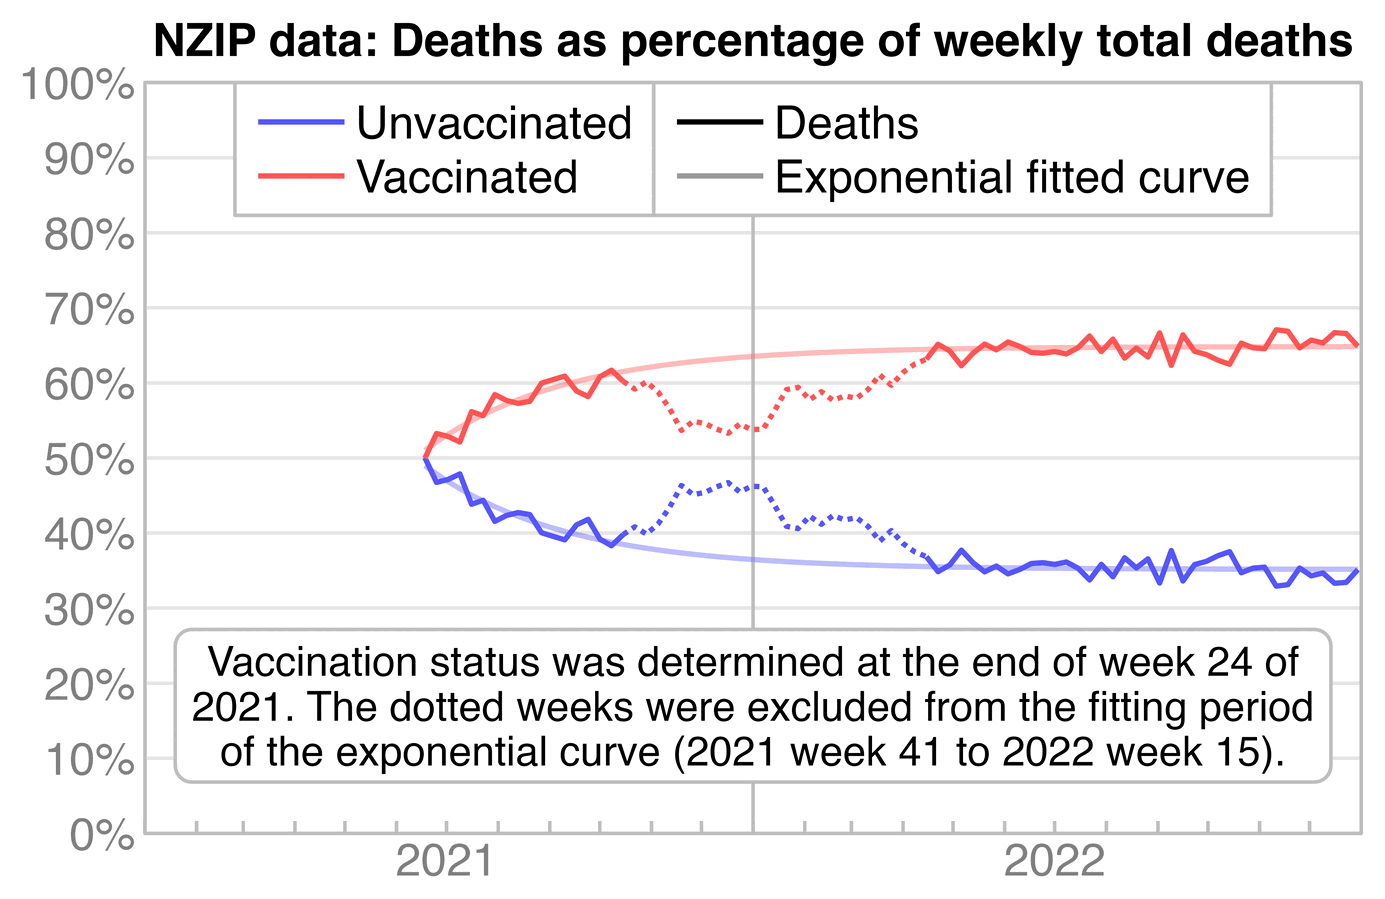 NZIP data: Deaths as percentage of weekly total deaths
100%
90%
80%
70%
60%
50%
40%
30%
20%
10%
0%
Unvaccinated
Vaccinated
Deaths
Exponential fitted curve
Vaccination status was determined at the end of week 24 of
2021. The dotted weeks were excluded from the fitting period
of the exponential curve (2021 week 41 to 2022 week 15).
2021
2022